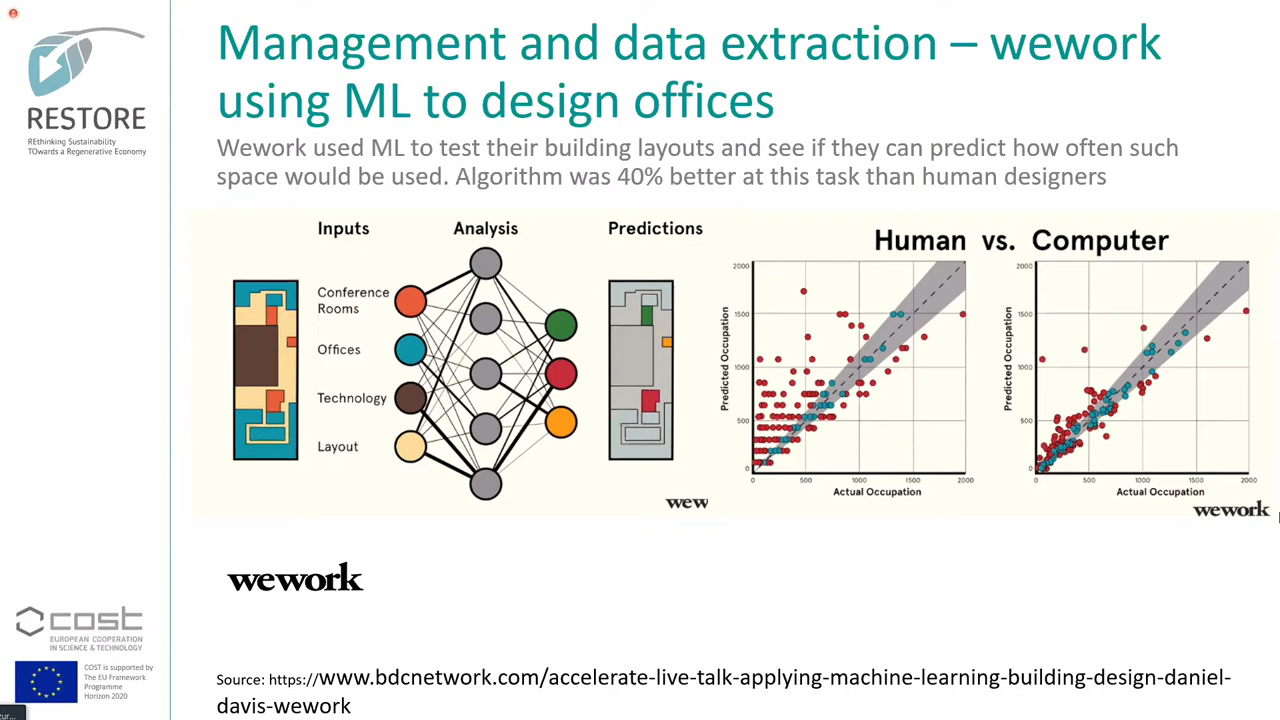 Management and data extraction – wework
using ML to design offices
Wework used ML to test their building layouts and see if they can predict how often such
space would be used. Algorithm was 40% better at this task than human designers
RESTORE
REthinking Sustainability
TOwards a Regenerative Economy
Inputs
Analysis
Predictions
Conference
Rooms
Offices
Technology
Layout
wew
Human vs. Computer
Predicted Occupation
2000
1500
1000
500
0
0
500
1000
1500
2000
Actual Occupation
Predicted Occupation
2000
1500
1000
500
0
0
500
1000
1500
2000
Actual Occupation
wework
wework
cost
EUROPEAN COOPERATION
IN SCIENCE & TECHNOLOGY
COST is supported by
The EU Framework
Programme
Horizon 2020
Source: https://www.bdcnetwork.com/accelerate-live-talk-applying-machine-learning-building-design-daniel-
davis-wework